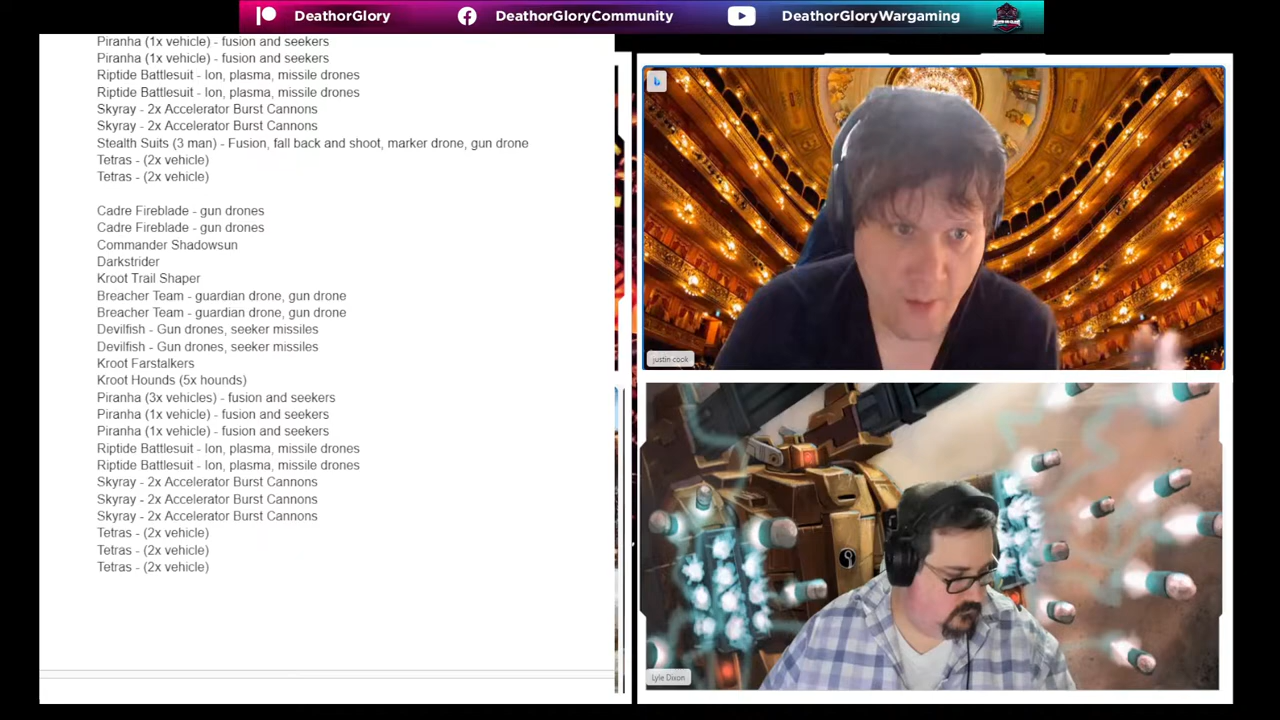 DeathorGlory
DeathorGloryCommunity
DeathorGloryWargaming
Piranha (1x vehicle) - fusion and seekers
Piranha (1x vehicle) - fusion and seekers
Riptide Battlesuit - Ion, plasma, missile drones
Riptide Battlesuit - Ion, plasma, missile drones
Skyray - 2x Accelerator Burst Cannons
Skyray - 2x Accelerator Burst Cannons
Stealth Suits (3 man) - Fusion, fall back and shoot, marker drone, gun drone
Tetras - (2x vehicle)
Tetras - (2x vehicle)
Cadre Fireblade - gun drones
Cadre Fireblade - gun drones
Commander Shadowsun
Darkstrider
Kroot Trail Shaper
Breacher Team - guardian drone, gun drone
Breacher Team - guardian drone, gun drone
Devilfish - Gun drones, seeker missiles
Devilfish - Gun drones, seeker missiles
Kroot Farstalkers
Kroot Hounds (5x hounds)
Piranha (3x vehicles) - fusion and seekers
Piranha (1x vehicle) - fusion and seekers
Piranha (1x vehicle) - fusion and seekers
Riptide Battlesuit - Ion, plasma, missile drones
Riptide Battlesuit - Ion, plasma, missile drones
Skyray - 2x Accelerator Burst Cannons
Skyray - 2x Accelerator Burst Cannons
Skyray - 2x Accelerator Burst Cannons
Tetras - (2x vehicle)
Tetras - (2x vehicle)
Tetras - (2x vehicle)
justin cook
Lyle Dixon